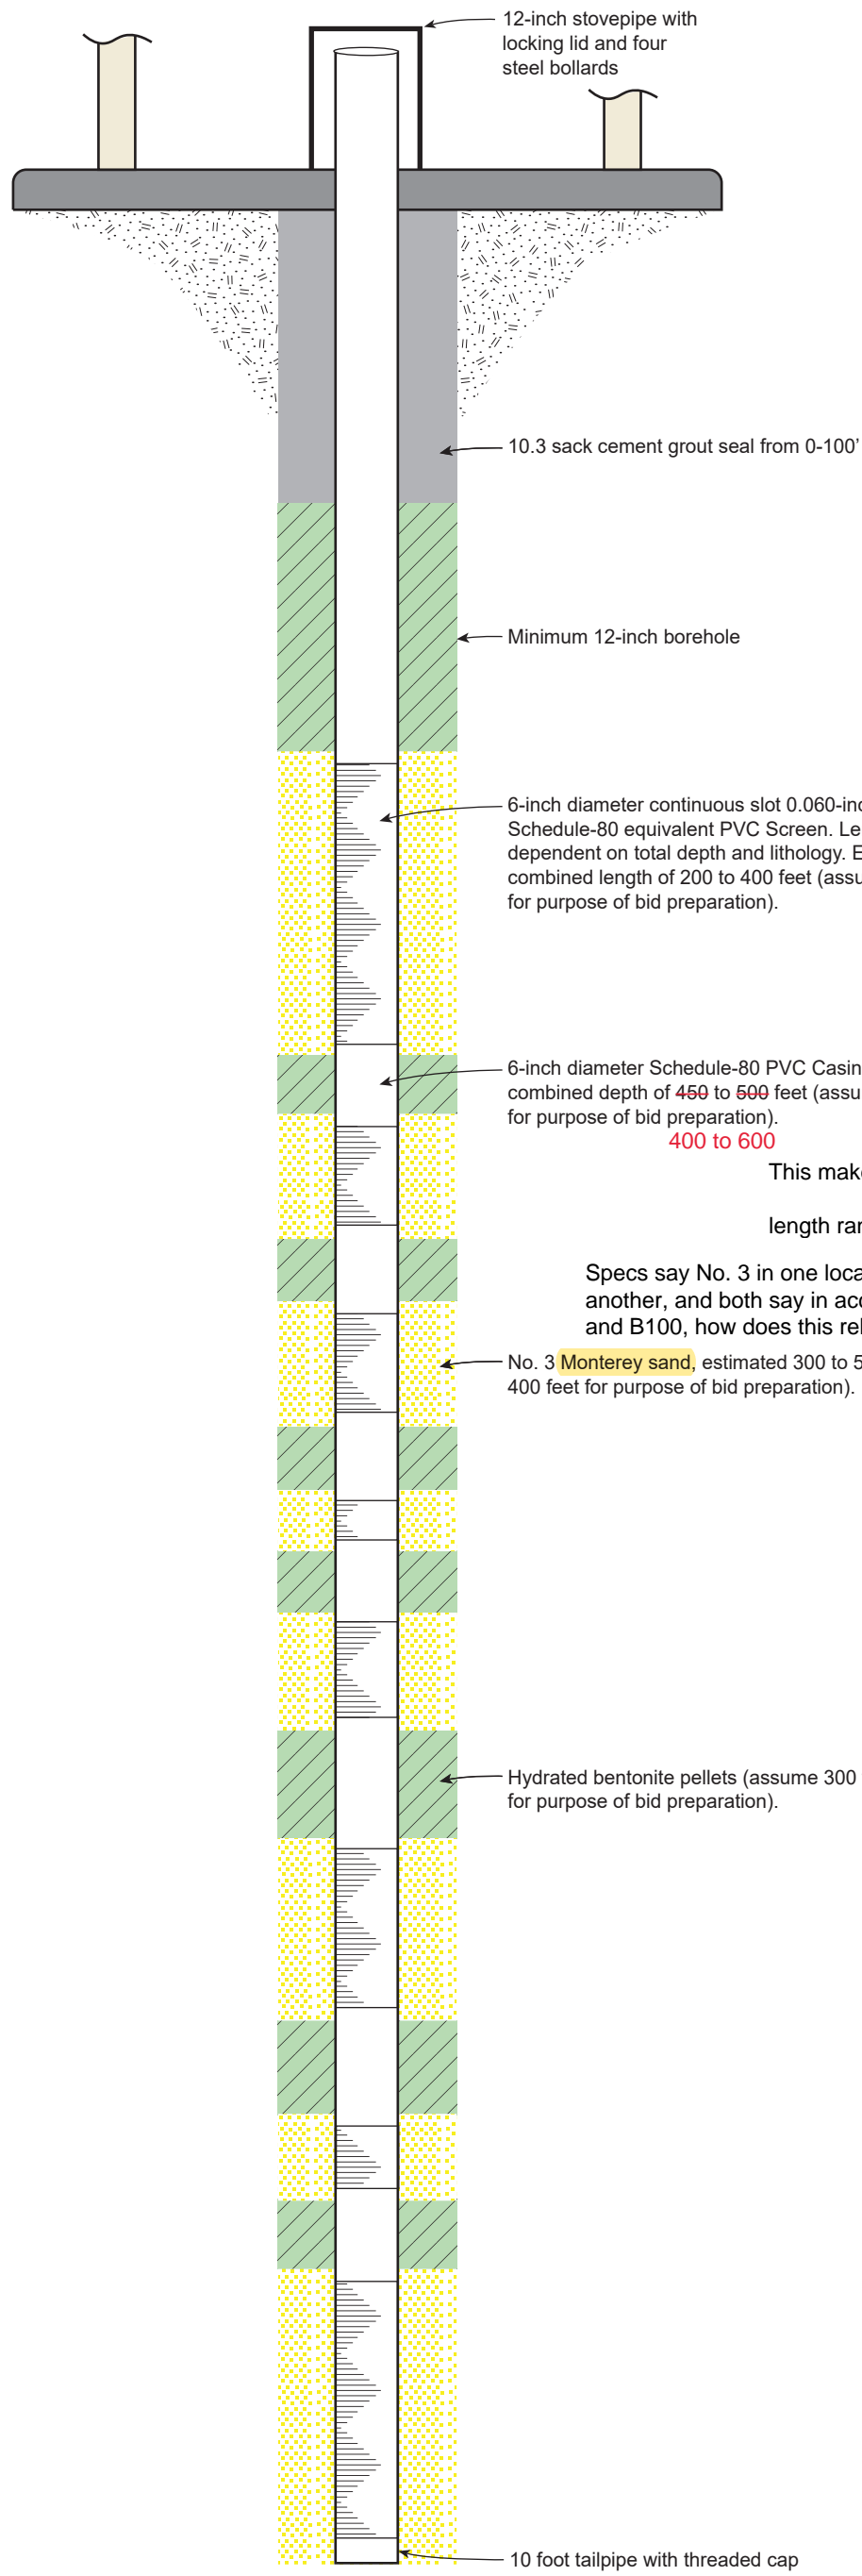 12-inch stovepipe with
locking lid and four
steel bollards
10.3 sack cement grout seal from 0-100’
Minimum 12-inch borehole
6-inch diameter continuous slot 0.060-inc
Schedule-80 equivalent PVC Screen. Le
dependent on total depth and lithology. E
combined length of 200 to 400 feet (assu
for purpose of bid preparation).
6-inch diameter Schedule-80 PVC Casin
combined depth of 450 to 500 feet (assu
for purpose of bid preparation).
400 to 600
This make
length ran
Specs say No. 3 in one loca
another, and both say in acc
and B100, how does this rel
No. 3 Monterey sand, estimated 300 to 5
400 feet for purpose of bid preparation).
Hydrated bentonite pellets (assume 300
for purpose of bid preparation).
10 foot tailpipe with threaded cap